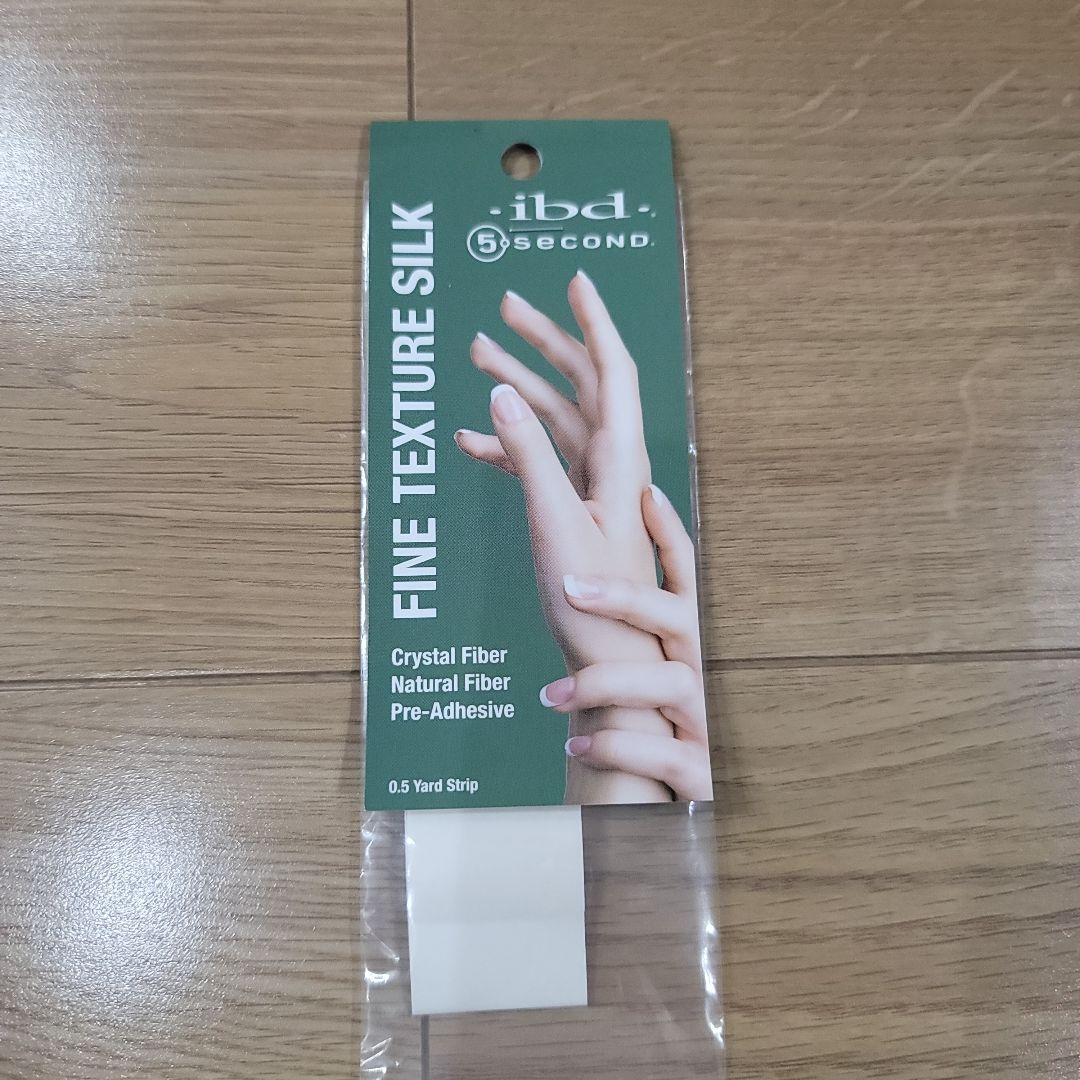 ·ibd·
5 SECOND.
FINE TEXTURE SILK
Crystal Fiber
Natural Fiber
Pre-Adhesive
0.5 Yard Strip